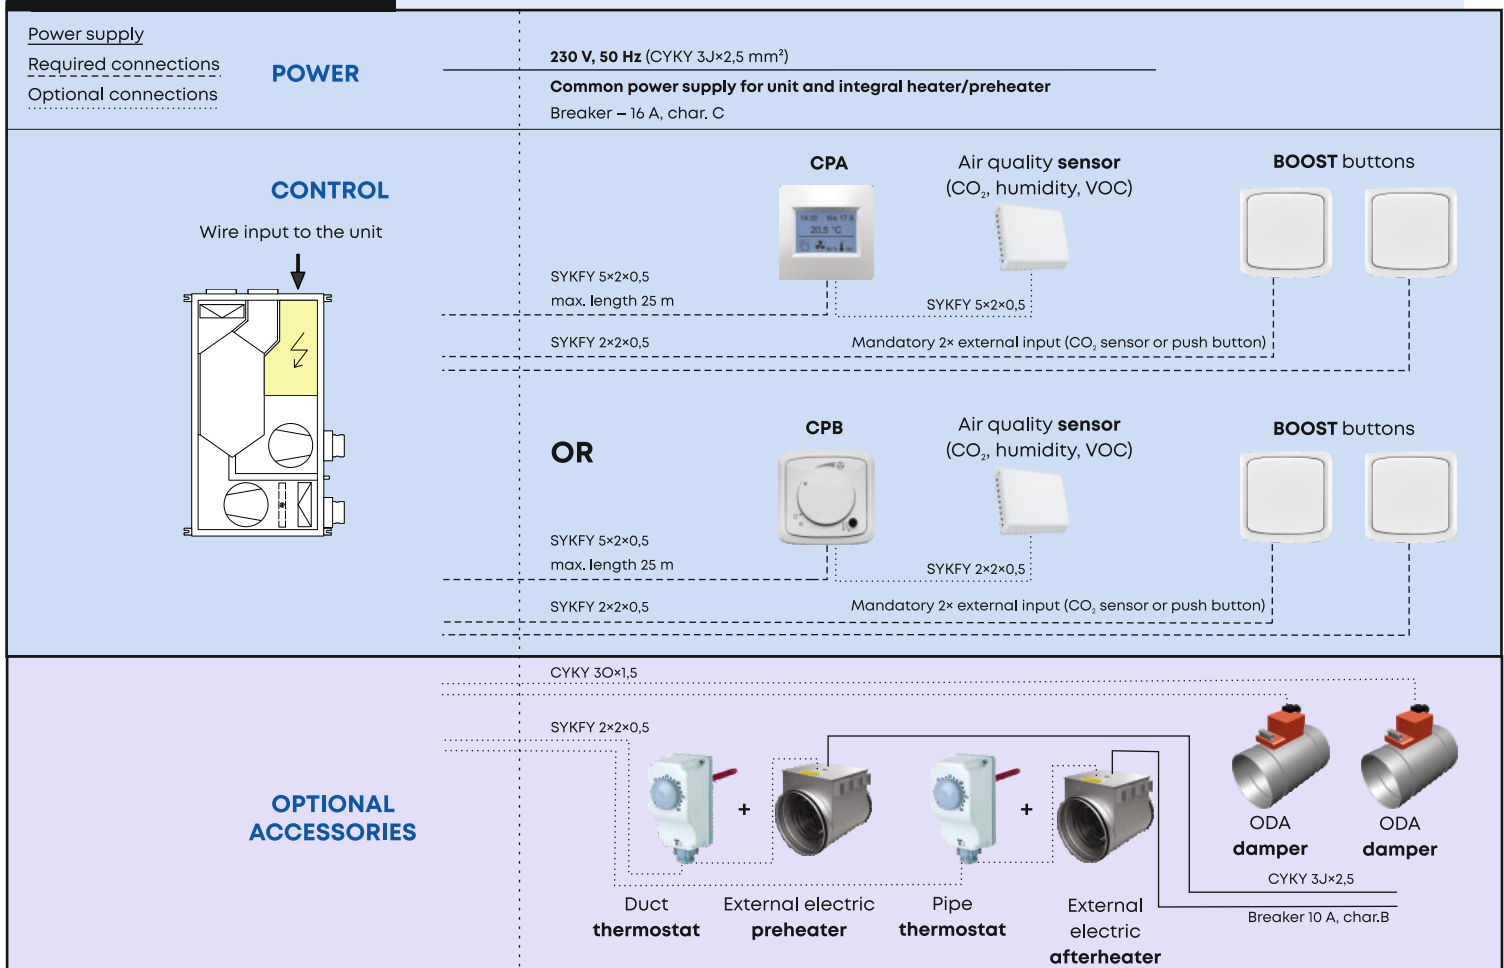 Power supply
Required connections
Optional connections
POWER
230 V, 50 Hz (CYKY 3J×2,5 mm²)
Common power supply for unit and integral heater/preheater
Breaker – 16 A, char. C
CONTROL
Wire input to the unit
CPA
Air quality sensor
(CO₂, humidity, VOC)
BOOST buttons
14:30 We 17.9
20,5 °C
SYKFY 5×2×0,5
max. length 25 m
SYKFY 5×2×0,5
SYKFY 2×2×0,5
Mandatory 2× external input (CO₂ sensor or push button)
OR
CPB
Air quality sensor
(CO₂, humidity, VOC)
BOOST buttons
SYKFY 5×2×0,5
max. length 25 m
SYKFY 2×2×0,5
SYKFY 2×2×0,5
Mandatory 2× external input (CO₂ sensor or push button)
CYKY 3O×1,5
SYKFY 2×2×0,5
OPTIONAL
ACCESSORIES
+
+
Duct
thermostat
External electric
preheater
Pipe
thermostat
External
electric
afterheater
ODA
damper
ODA
damper
CYKY 3J×2,5
Breaker 10 A, char.B